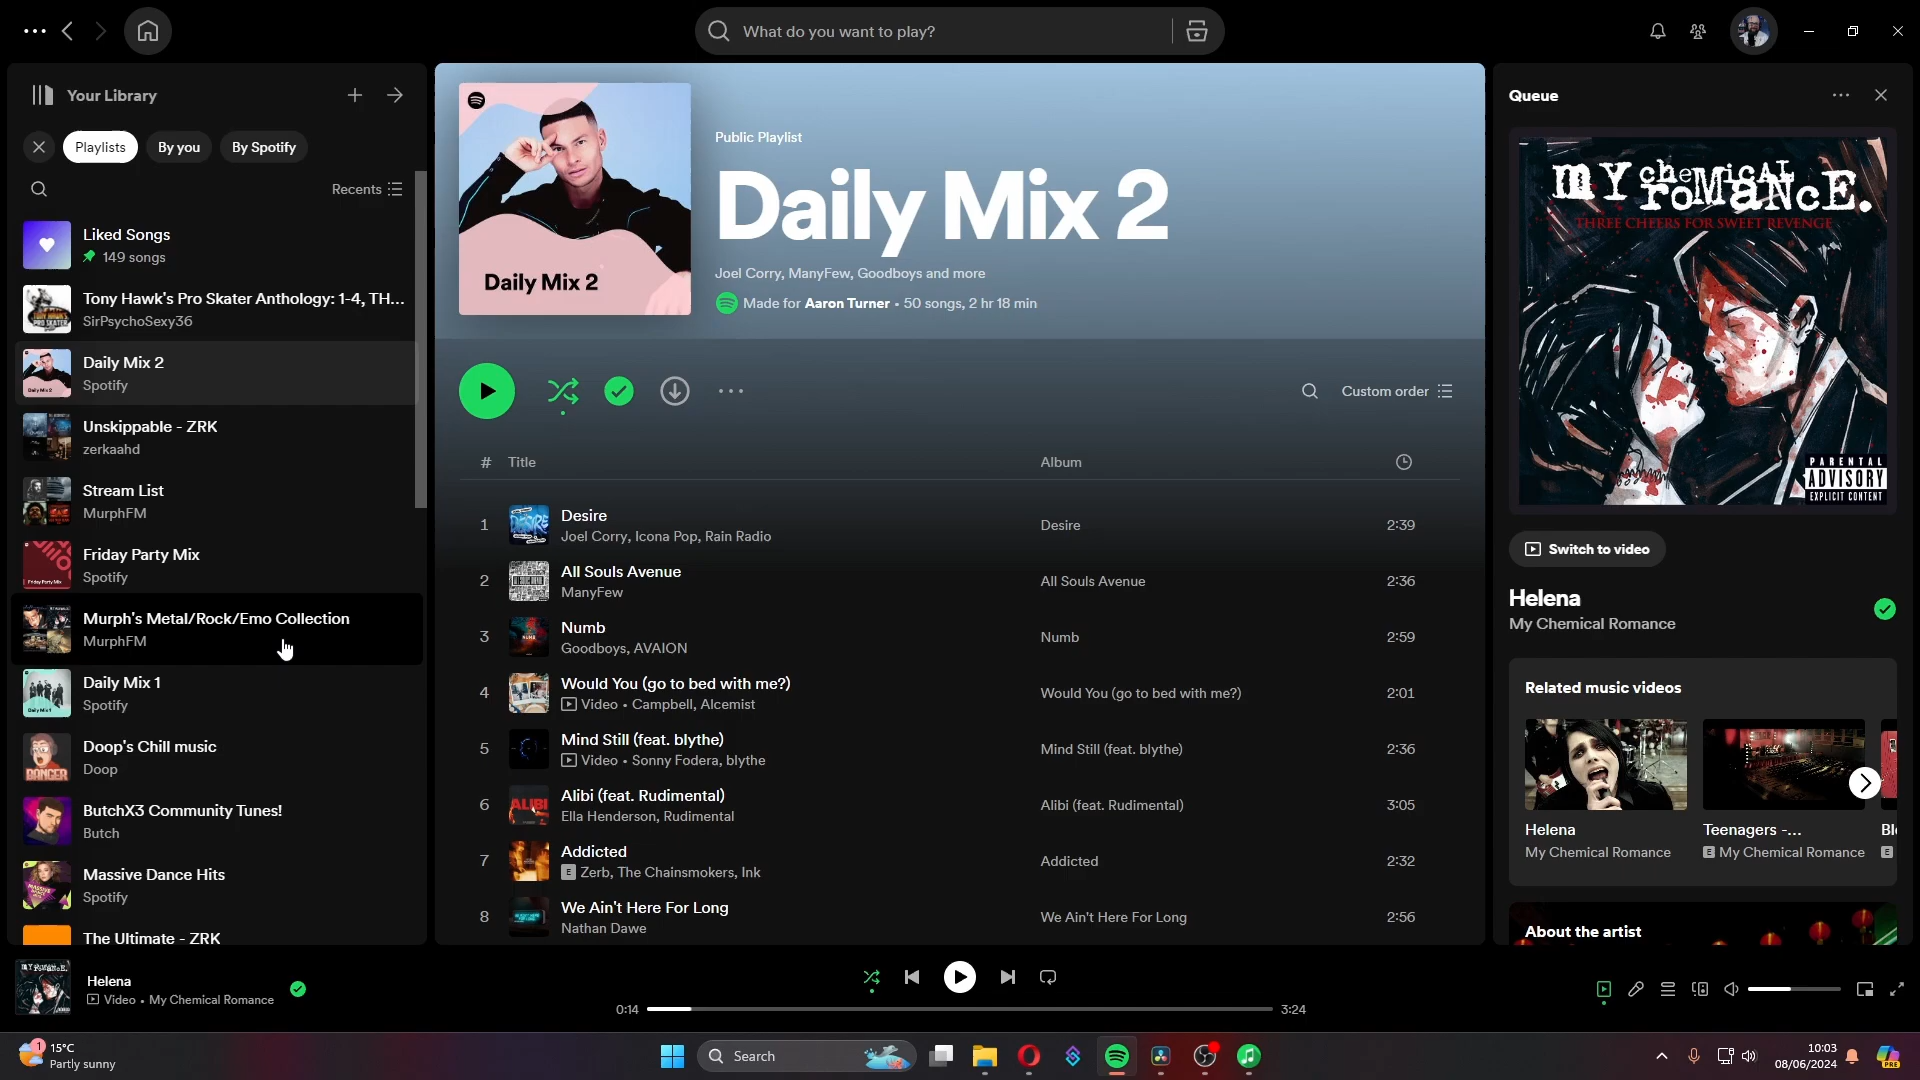 What do you want to play?
Your Library
Playlists
By you
By Spotify
Recents
Liked Songs
149 songs
Tony Hawk's Pro Skater Anthology: 1-4, TH...
SirPsychoSexy36
Daily Mix 2
Spotify
Unskippable - ZRK
zerkaahd
Stream List
MurphFM
Friday Party Mix
Spotify
Murph's Metal/Rock/Emo Collection
MurphFM
Daily Mix 1
Spotify
DANGER
Doop's Chill music
Doop
ButchX3 Community Tunes!
Butch
Massive Dance Hits
Spotify
The Ultimate - ZRK
Daily Mix 2
Public Playlist
Daily Mix 2
Joel Corry, ManyFew, Goodboys and more
Made for Aaron Turner • 50 songs, 2 hr 18 min
Custom order
# Title Album
1 Desire Desire 2:39
Joel Corry, Icona Pop, Rain Radio
2 All Souls Avenue All Souls Avenue 2:36
ManyFew
3 Numb Numb 2:59
Goodboys, AVAION
4 Would You (go to bed with me?) Would You (go to bed with me?) 2:01
Video • Campbell, Alcemist
5 Mind Still (feat. blythe) Mind Still (feat. blythe) 2:36
Video • Sonny Fodera, blythe
6 Alibi (feat. Rudimental) Alibi (feat. Rudimental) 3:05
Ella Henderson, Rudimental
7 Addicted Addicted 2:32
E Zerb, The Chainsmokers, Ink
8 We Ain't Here For Long We Ain't Here For Long 2:56
Nathan Dawe
Queue
MY CHEMICAL ROMANCE.
THREE CHEERS FOR SWEET REVENGE
PARENTAL
ADVISORY
EXPLICIT CONTENT
Switch to video
Helena
My Chemical Romance
Related music videos
Helena
My Chemical Romance
Teenagers -...
E My Chemical Romance
Bl
E
About the artist
Helena
Video • My Chemical Romance
0:14
3:24
1
15°C
Partly sunny
Search
10:03
08/06/2024
PRE